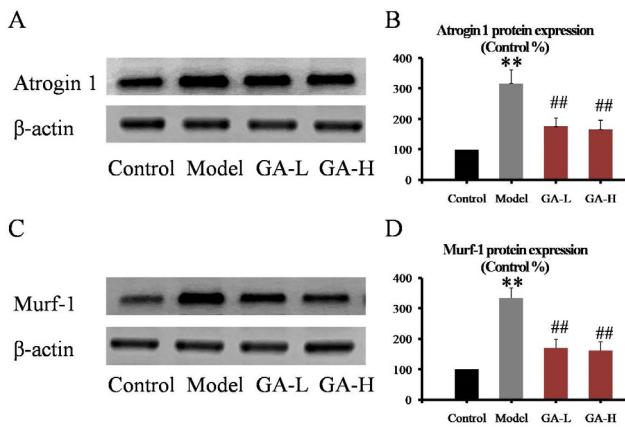 A
Atrogin 1
β-actin
Control Model GA-L GA-H
B
Atrogin 1 protein expression
(Control %)
400
300
200
100
0
**
##
##
Control Model GA-L GA-H
C
Murf-1
β-actin
Control Model GA-L GA-H
D
Murf-1 protein expression
(Control %)
400
300
200
100
0
**
##
##
Control Model GA-L GA-H